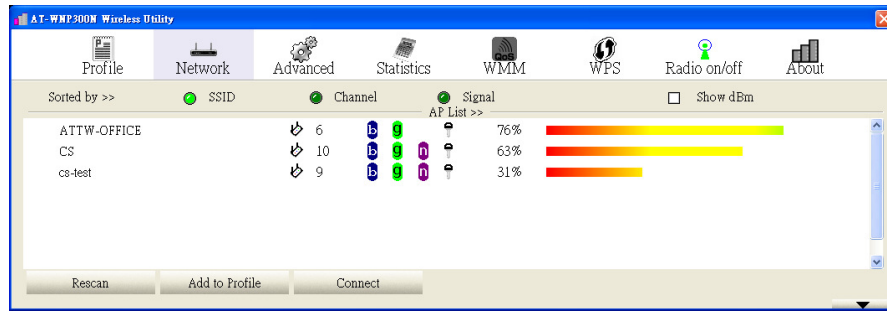 AT-WNP300N Wireless Utility
Profile Network Advanced Statistics QoS WMM WPS Radio on/off About
Sorted by >> SSID Channel Signal Show dBm
AP List >>
ATTW-OFFICE 6 b g 76%
CS 10 b g n 63%
cs-test 9 b g n 31%
Rescan Add to Profile Connect